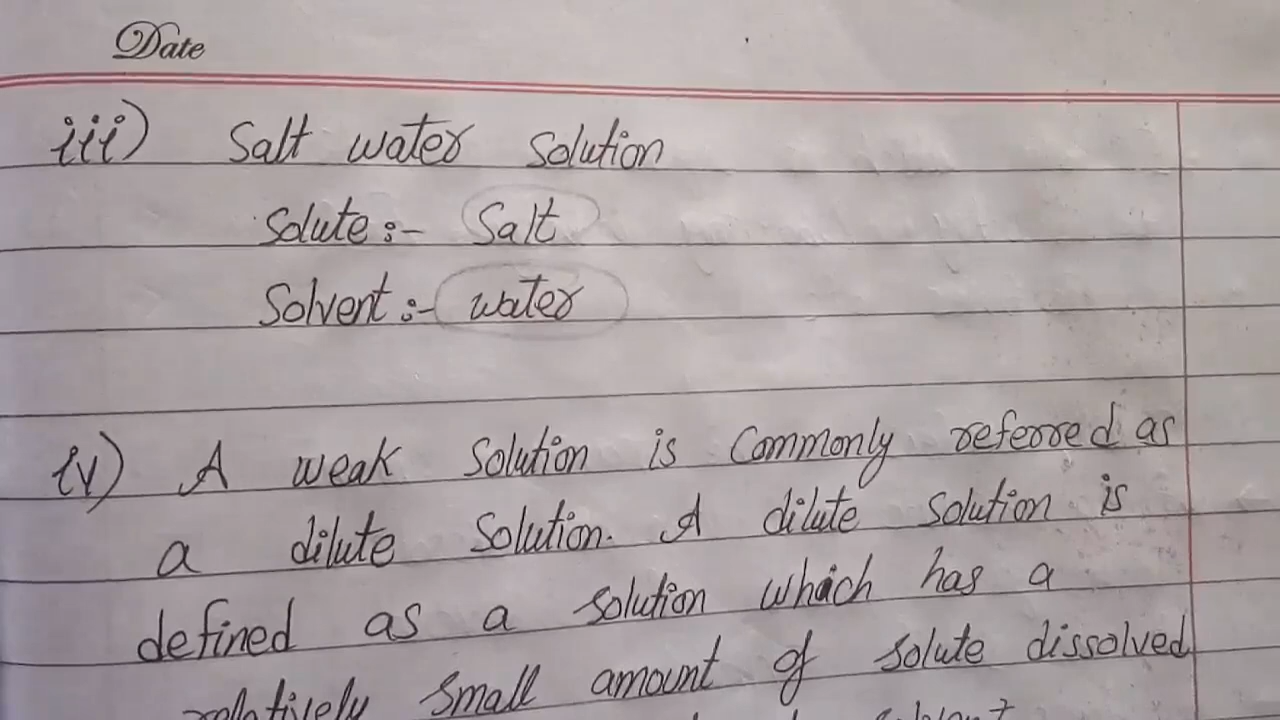 Date
iii) Salt water solution
Solute :- Salt
Solvent :- water
iv) A weak solution is commonly referred as
a dilute solution. A dilute solution is
defined as a solution which has a
relatively small amount of solute dissolved